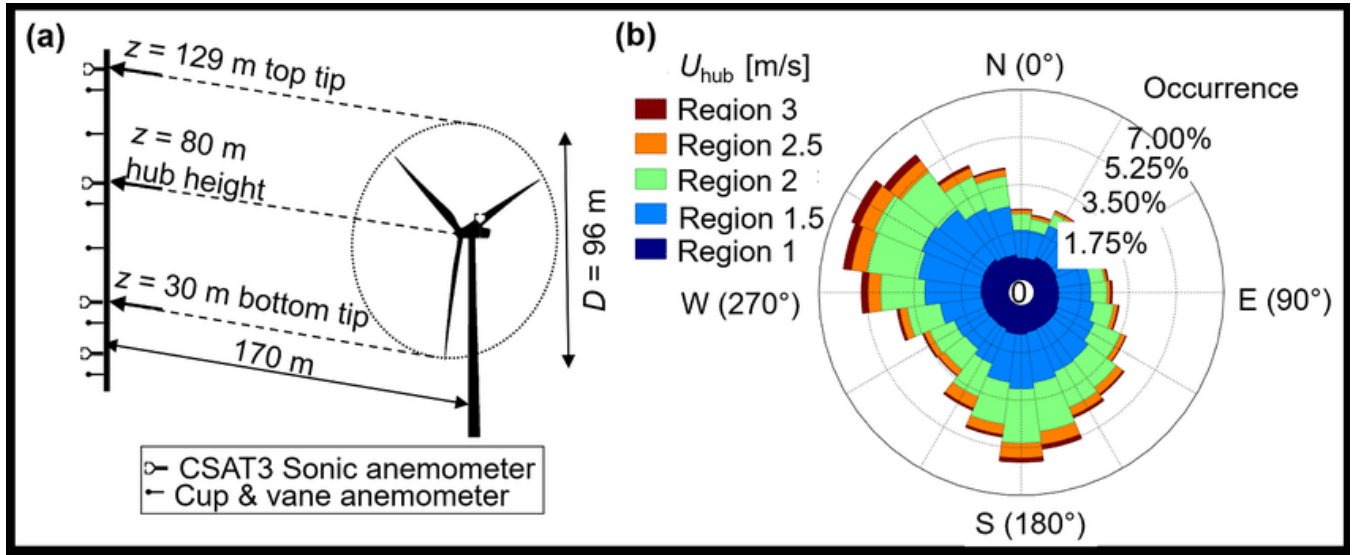 (a)
z = 129 m top tip
z = 80 m
hub height
z = 30 m bottom tip
170 m
D = 96 m
CSAT3 Sonic anemometer
Cup & vane anemometer
(b)
U_hub [m/s]
Region 3
Region 2.5
Region 2
Region 1.5
Region 1
N (0°)
Occurrence
7.00%
5.25%
3.50%
1.75%
0
W (270°)
E (90°)
S (180°)